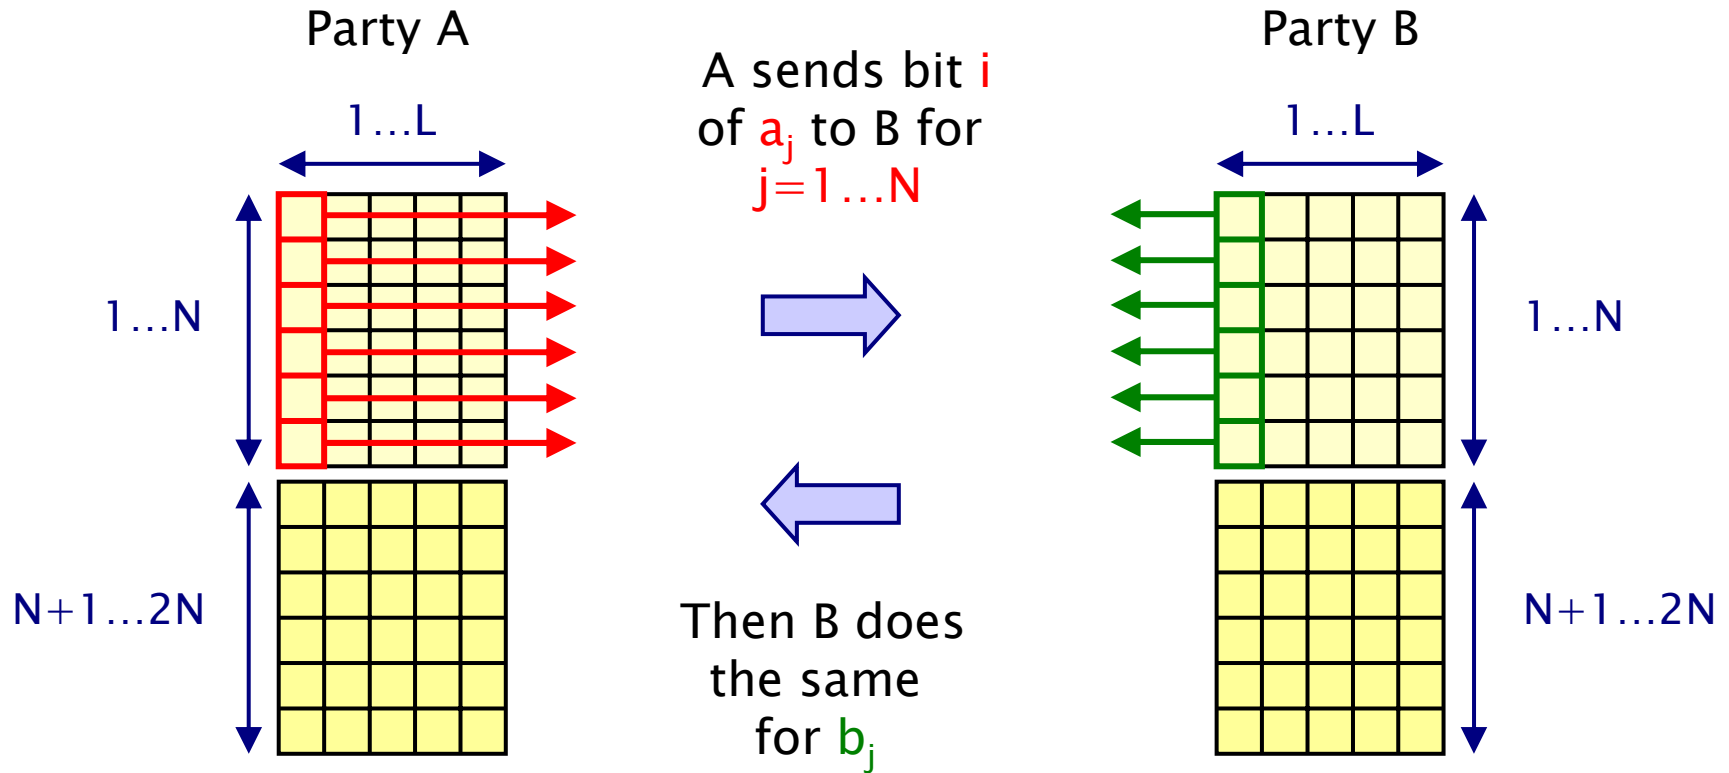 Party A
Party B
A sends bit i
of aj to B for
j=1…N
1…L
1…L
1…N
1…N
N+1…2N
N+1…2N
Then B does
the same
for bj